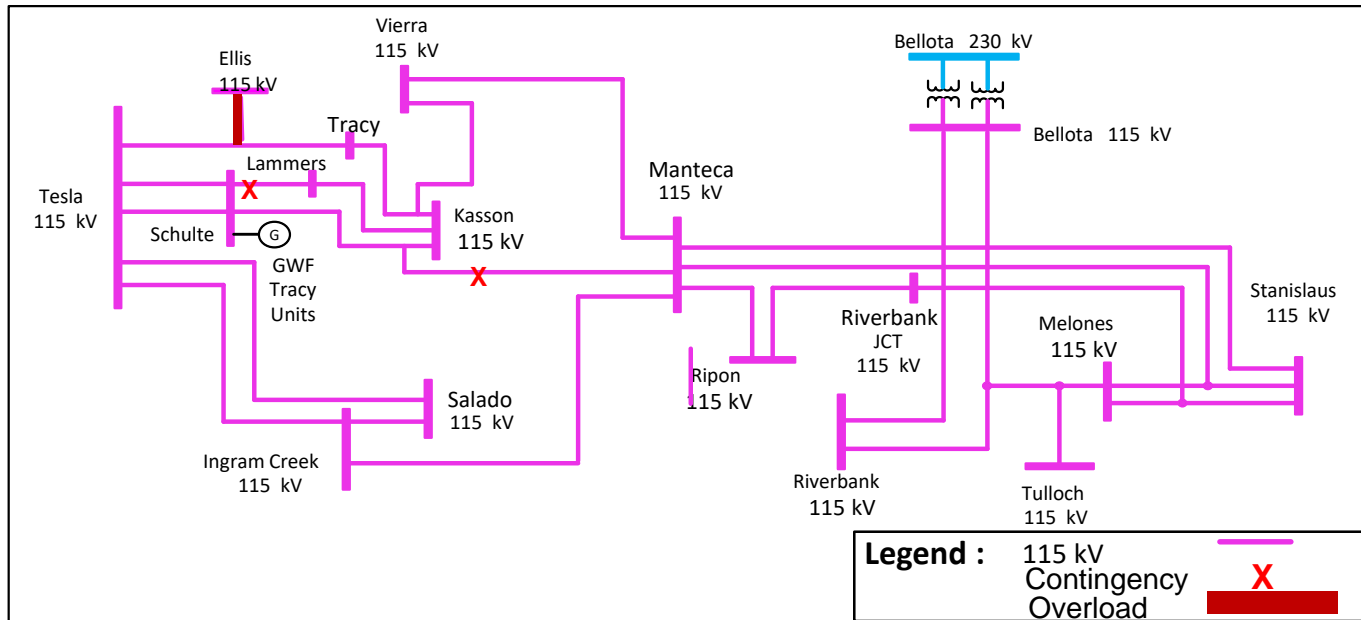 Vierra
115 kV
Bellota 230 kV
Ellis
115 kV
Tracy
Bellota 115 kV
Lammers
X
Manteca
115 kV
Tesla
115 kV
Schulte
G
Kasson
115 kV
GWF
Tracy
Units
X
Stanislaus
115 kV
Riverbank
JCT
115 kV
Melones
115 kV
Ripon
115 kV
Salado
115 kV
Ingram Creek
115 kV
Riverbank
115 kV
Tulloch
115 kV
Legend : 115 kV
Contingency X
Overload